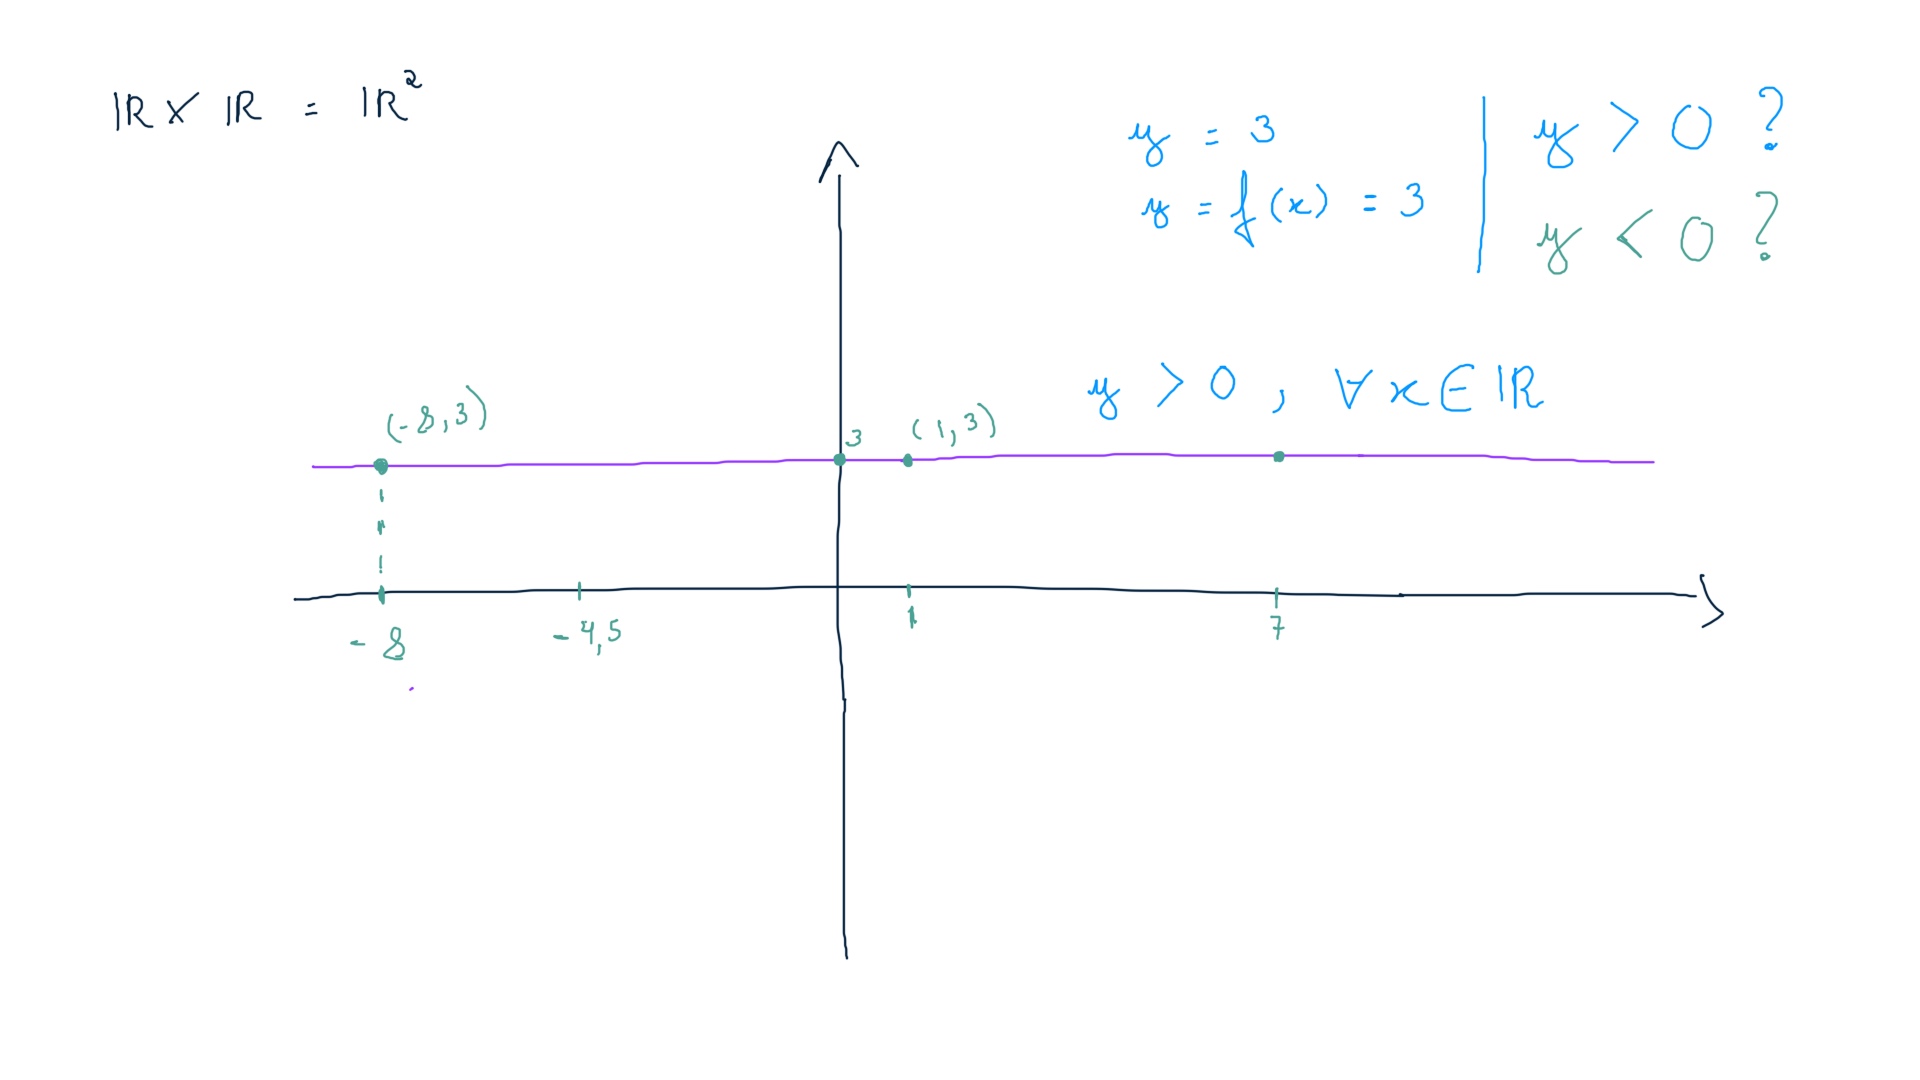 ℝ × ℝ = ℝ²
y = 3
y = f(x) = 3
y > 0 ?
y < 0 ?
y > 0 , ∀x∈ℝ
(-8,3)
3
(1,3)
-8
-4,5
1
7